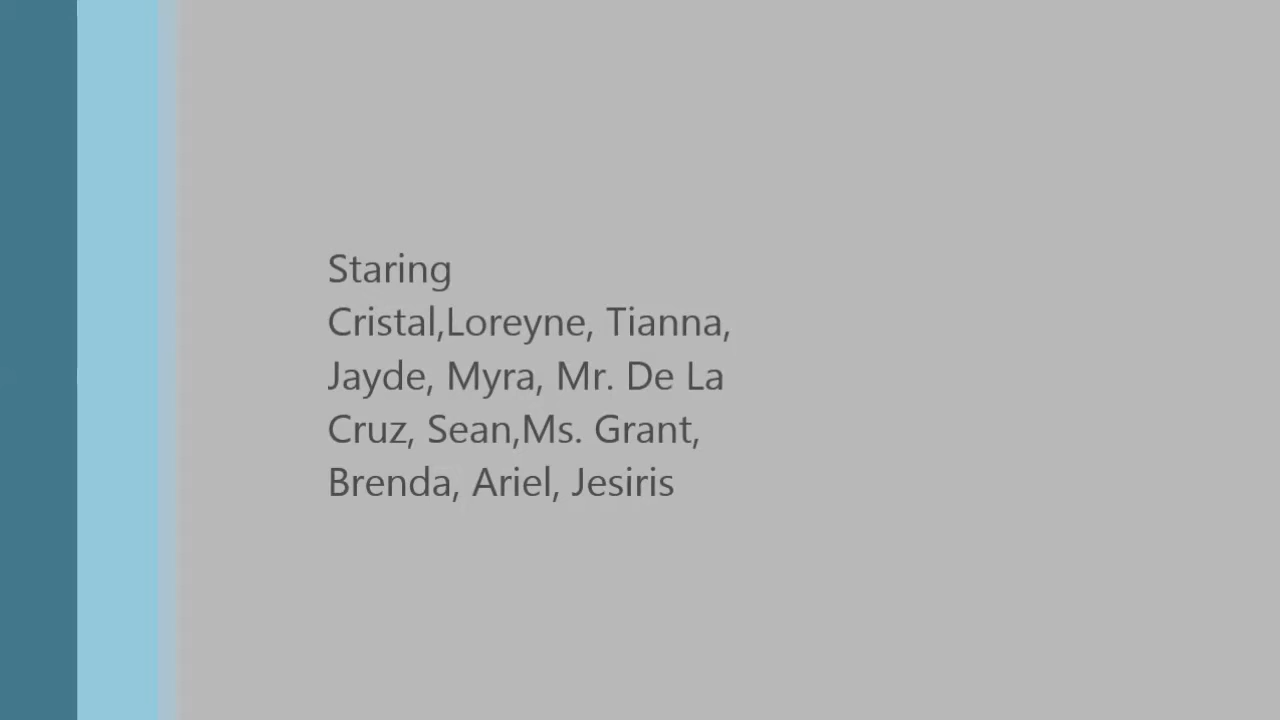 Staring
Cristal,Loreyne, Tianna,
Jayde, Myra, Mr. De La
Cruz, Sean,Ms. Grant,
Brenda, Ariel, Jesiris